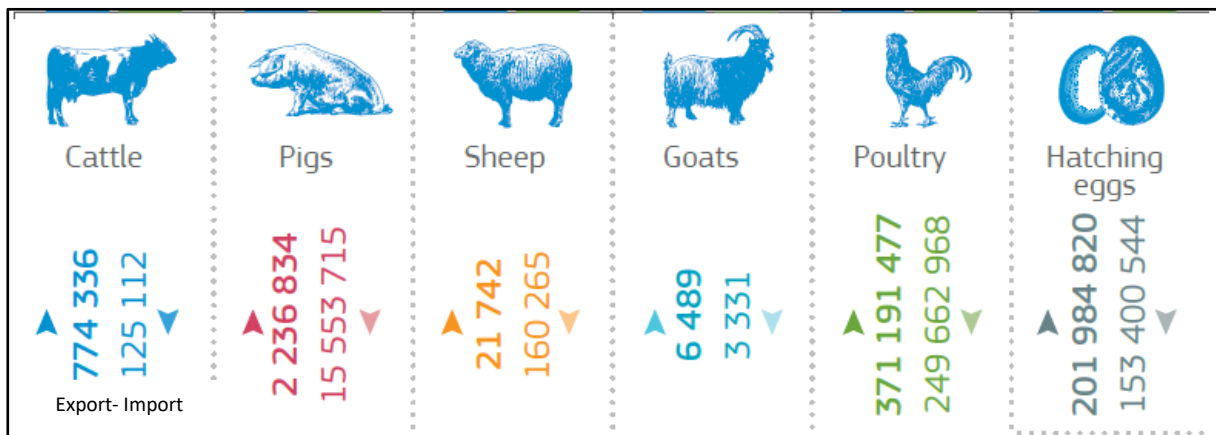 Cattle
774 336
125 112
Export- Import
Pigs
2 236 834
15 553 715
Sheep
21 742
160 265
Goats
6 489
3 331
Poultry
371 191 477
249 662 968
Hatching
eggs
201 984 820
153 400 544